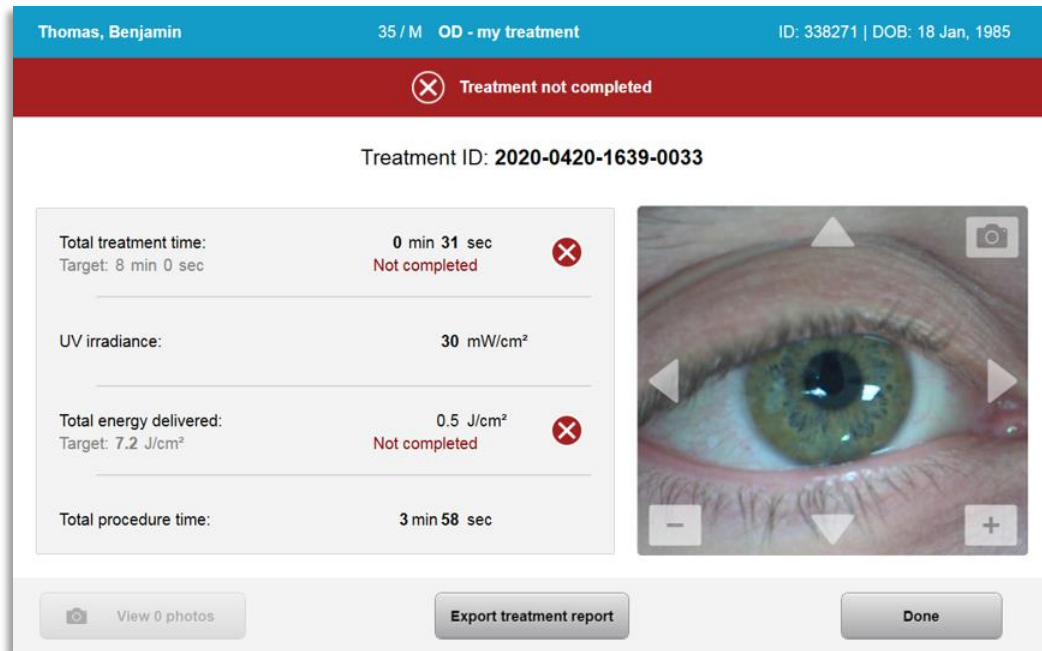 Thomas, Benjamin 35 / M OD - my treatment ID: 338271 | DOB: 18 Jan, 1985
Treatment not completed
Treatment ID: 2020-0420-1639-0033
Total treatment time: 0 min 31 sec
Target: 8 min 0 sec Not completed
UV irradiance: 30 mW/cm²
Total energy delivered: 0.5 J/cm²
Target: 7.2 J/cm² Not completed
Total procedure time: 3 min 58 sec
View 0 photos Export treatment report Done